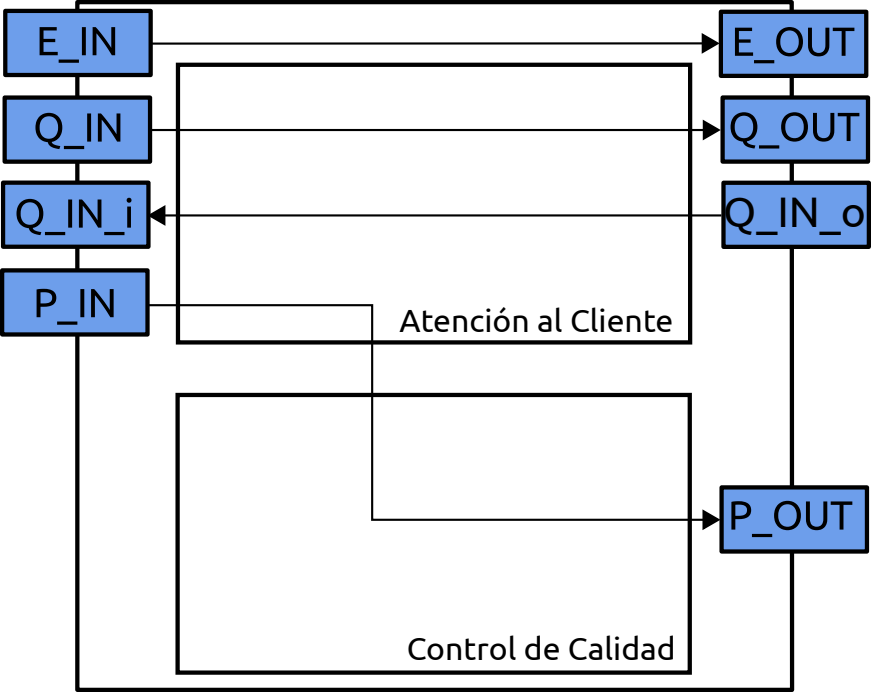 E_IN
E_OUT
Q_IN
Q_OUT
Q_IN_i
Q_IN_o
P_IN
Atención al Cliente
P_OUT
Control de Calidad